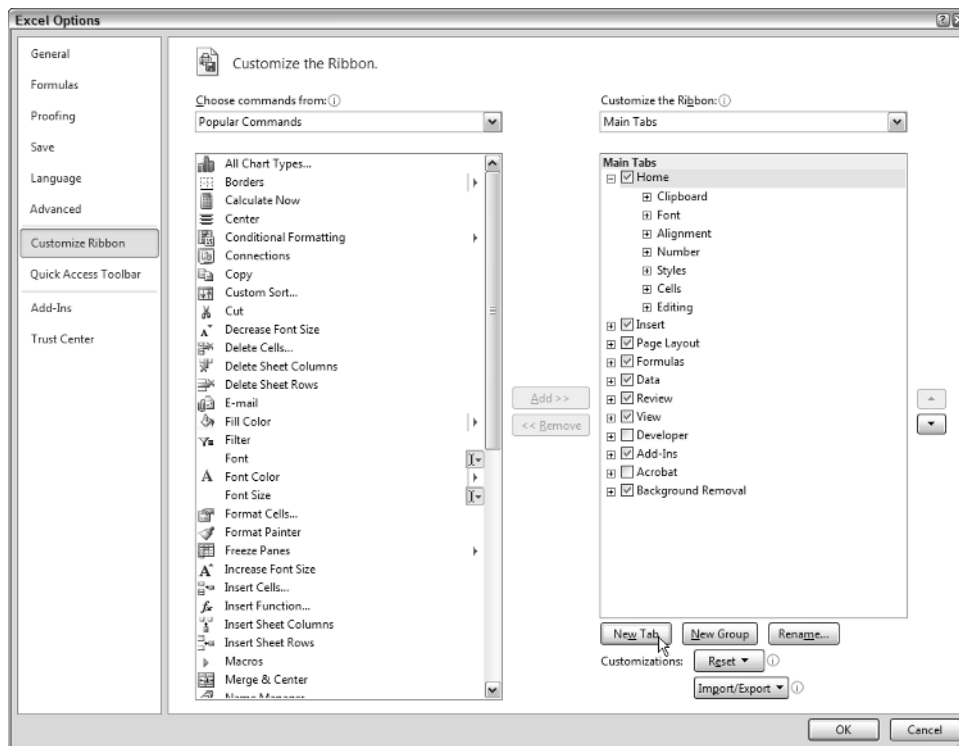 Excel Options
General
Formulas
Proofing
Save
Language
Advanced
Customize Ribbon
Quick Access Toolbar
Add-Ins
Trust Center
Customize the Ribbon.
Choose commands from:
Popular Commands
All Chart Types...
Borders
Calculate Now
Center
Conditional Formatting
Connections
Copy
Custom Sort...
Cut
Decrease Font Size
Delete Cells...
Delete Sheet Columns
Delete Sheet Rows
E-mail
Fill Color
Filter
Font
Font Color
Font Size
Format Cells...
Format Painter
Freeze Panes
Increase Font Size
Insert Cells...
Insert Function...
Insert Sheet Columns
Insert Sheet Rows
Macros
Merge & Center
Name Manager
Add >>
<< Remove
Customize the Ribbon:
Main Tabs
Main Tabs
Home
Clipboard
Font
Alignment
Number
Styles
Cells
Editing
Insert
Page Layout
Formulas
Data
Review
View
Developer
Add-Ins
Acrobat
Background Removal
New Tab
New Group
Rename...
Customizations:
Reset
Import/Export
OK
Cancel